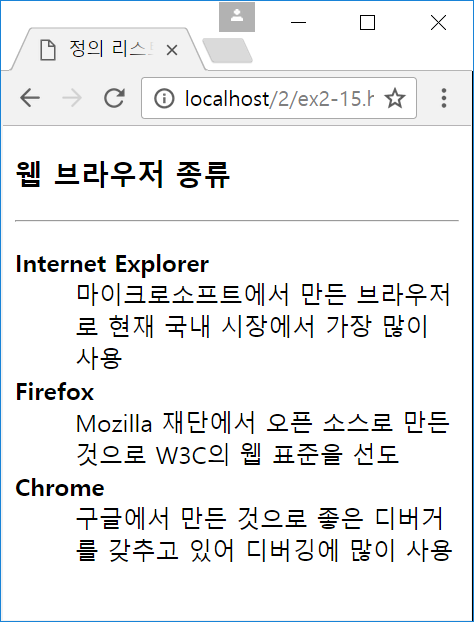 정의 리스
localhost/2/ex2-15.h
웹 브라우저 종류
Internet Explorer
마이크로소프트에서 만든 브라우저
로 현재 국내 시장에서 가장 많이
사용
Firefox
Mozilla 재단에서 오픈 소스로 만든
것으로 W3C의 웹 표준을 선도
Chrome
구글에서 만든 것으로 좋은 디버거
를 갖추고 있어 디버깅에 많이 사용